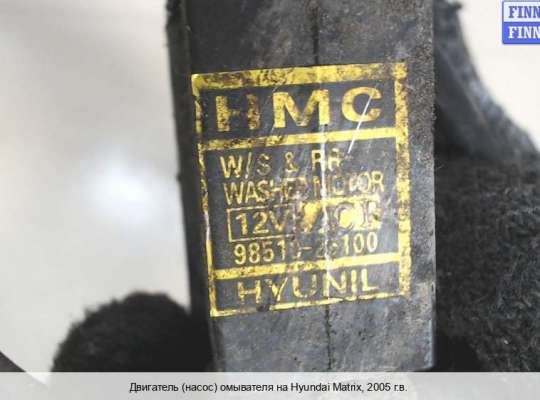 FINN
FINN
HMC
W/S & RR
WASHER MOTOR
12V
HYUNIL
Двигатель (насос) омывателя на Hyundai Matrix, 2005 г.в.